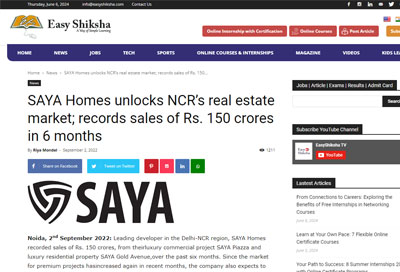 Thursday, June 6, 2024 info@easyshiksha.com Contact Us
Easy Shiksha
A Way of Simple Learning
Online Internship with Certification Online Courses Post
HOME NEWS JOBS TECH SPORTS ONLINE COURSES & INTERNSHIPS MAGAZINE VIDEOS KIDS LE
Home › News › SAYA Homes unlocks NCR's real estate market; records sales of Rs. 150...
News
SAYA Homes unlocks NCR's real estate
market; records sales of Rs. 150 crores
in 6 months
By Riya Mondal - September 2, 2022 1211
Share on Facebook Tweet on Twitter
SAYA
Noida, 2nd September 2022: Leading developer in the Delhi-NCR region, SAYA Homes
recorded sales of Rs. 150 crores, from theirluxury commercial project SAYA Piazza and
luxury residential property SAYA Gold Avenue,over the past six months. Since the market
for premium projects hasincreased again in recent months, the company also expects to
Jobs | Article | Exams | Results | Admit Card
Subscribe YouTube Channel
EasyShiksha TV
YouTube
Lastest Articles
From Connections to Careers: Exploring the
Benefits of Free Internships in Networking
Courses
June 6, 2024
Learn at Your Own Pace: 7 Flexible Online
Certificate Courses
June 5, 2024
Your Path to Success: 8 Summer Internships 2
with Online Certificate Courses